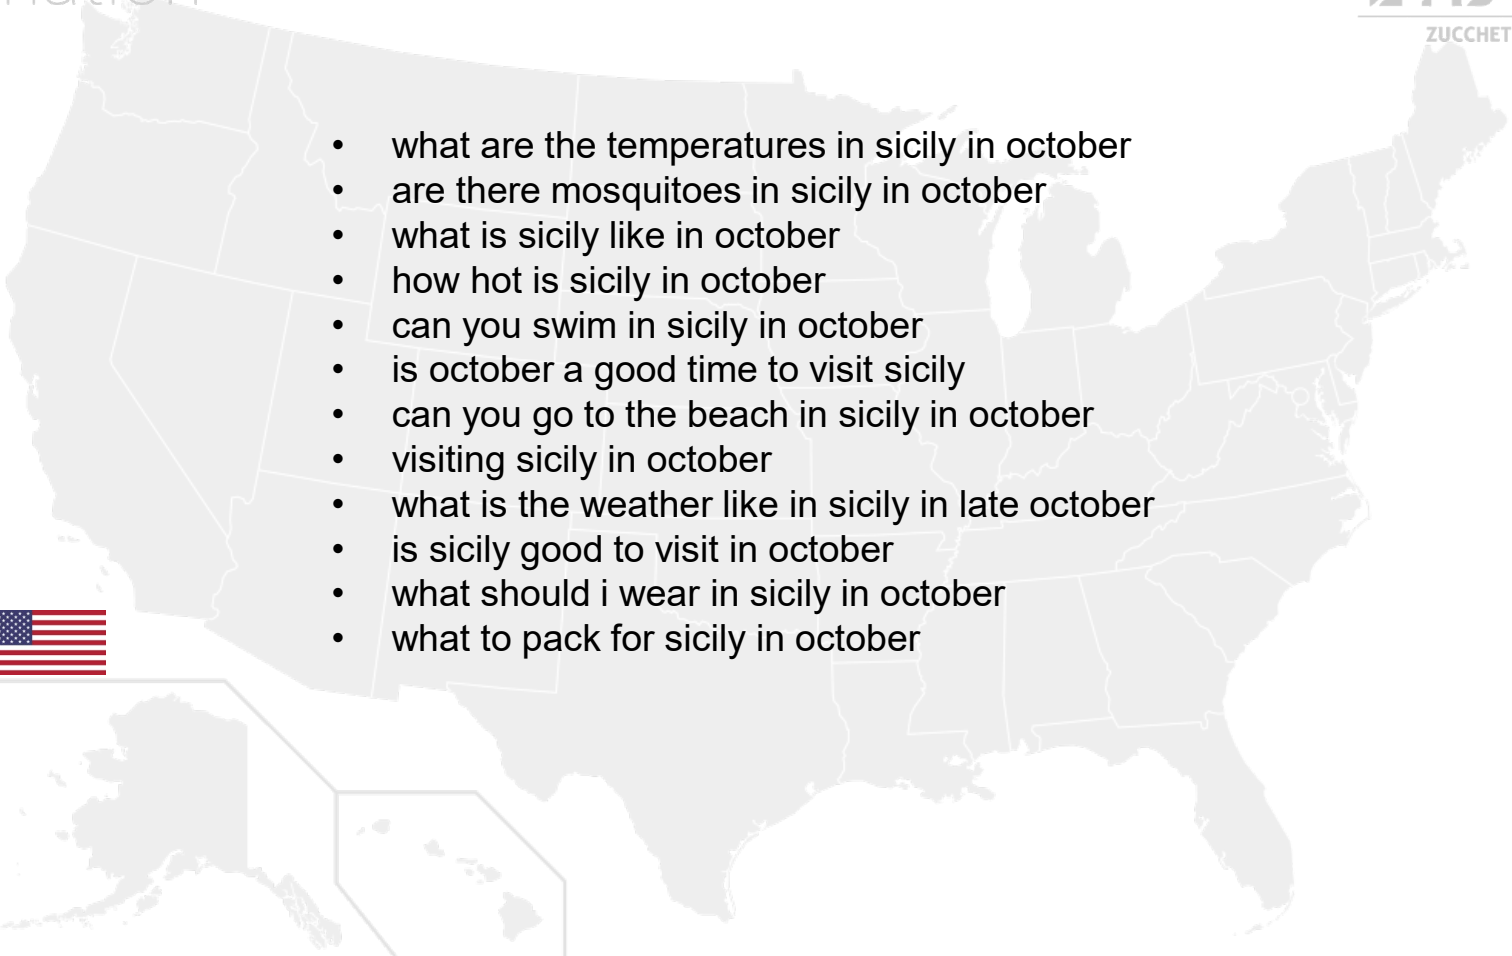 • what are the temperatures in sicily in october
• are there mosquitoes in sicily in october
• what is sicily like in october
• how hot is sicily in october
• can you swim in sicily in october
• is october a good time to visit sicily
• can you go to the beach in sicily in october
• visiting sicily in october
• what is the weather like in sicily in late october
• is sicily good to visit in october
• what should i wear in sicily in october
• what to pack for sicily in october